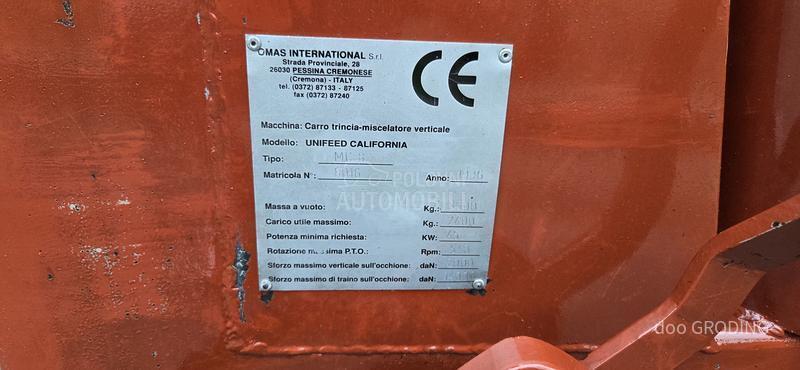 OMAS INTERNATIONAL S.r.l.
Strada Provinciale, 28
26030 PESSINA CREMONESE
(Cremona) - ITALY
tel. (0372) 87133 - 87125
fax (0372) 87240
CE
Macchina: Carro trincia-miscelatore verticale
Modello: UNIFEED CALIFORNIA
Tipo:
Matricola N°:
Anno:
POLOVNI
AUTOMOBILI
Massa a vuoto: Kg.:
Carico utile massimo: Kg.:
Potenza minima richiesta: KW:
Rotazione massima P.T.O.: Rpm:
Sforzo massimo verticale sull'occhione: daN:
Sforzo massimo di traino sull'occhione: daN:
doo GRODING